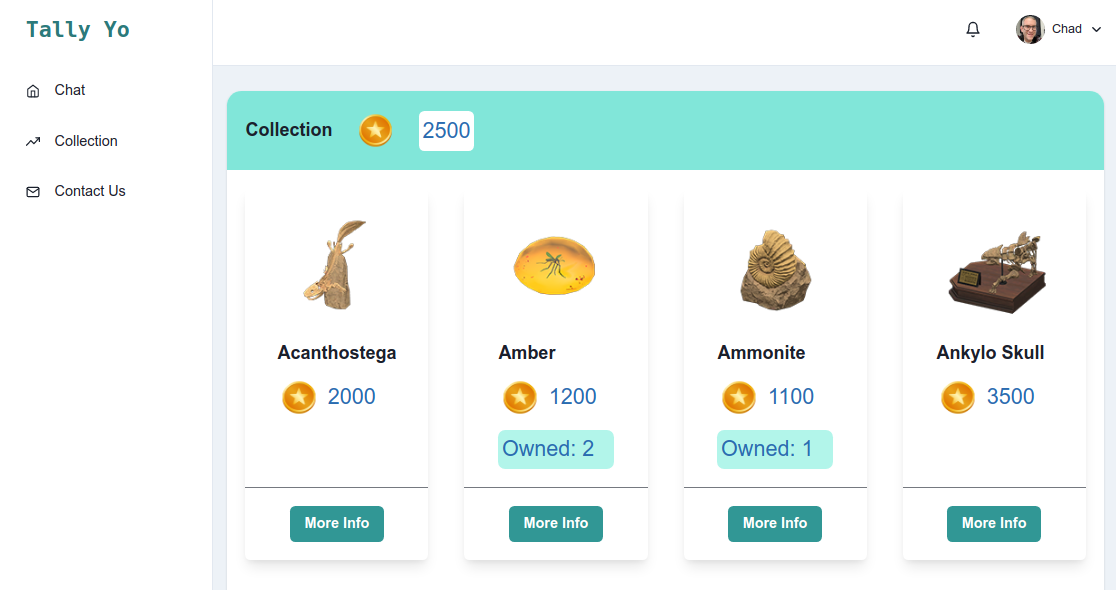 Tally Yo
Chad
Chat
Collection
Contact Us
Collection 2500
Acanthostega
2000
More Info
Amber
1200
Owned: 2
More Info
Ammonite
1100
Owned: 1
More Info
Ankylo Skull
3500
More Info